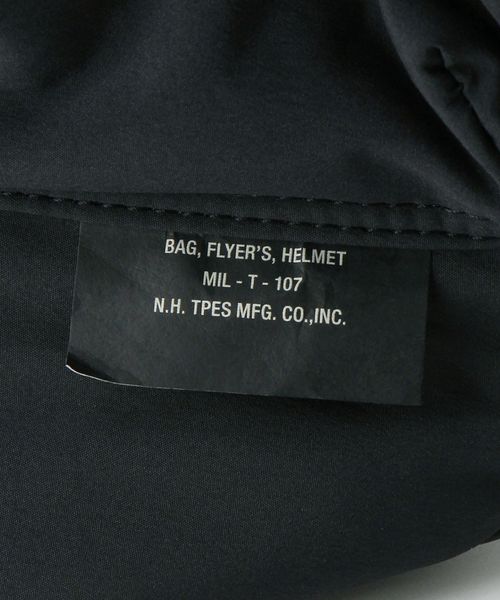 BAG, FLYER'S, HELMET
MIL - T - 107
N.H. TPES MFG. CO.,INC.